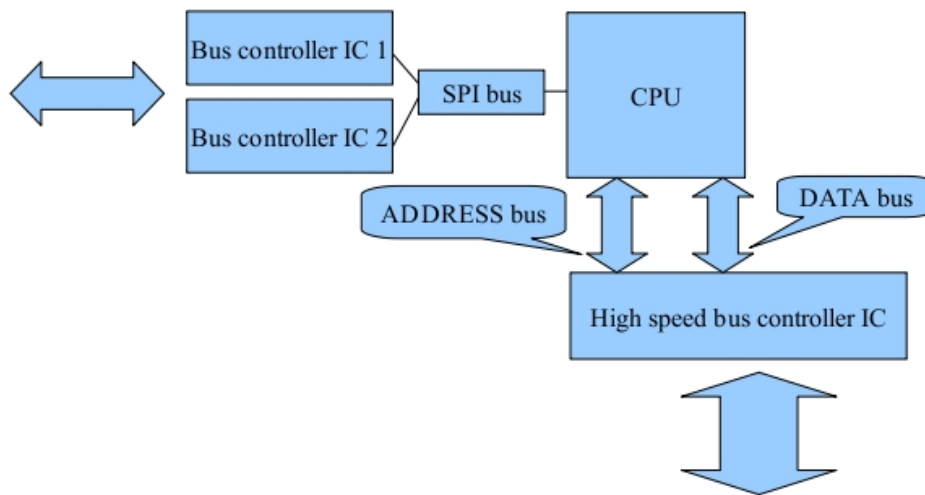 Bus controller IC 1
Bus controller IC 2
SPI bus
CPU
ADDRESS bus
DATA bus
High speed bus controller IC